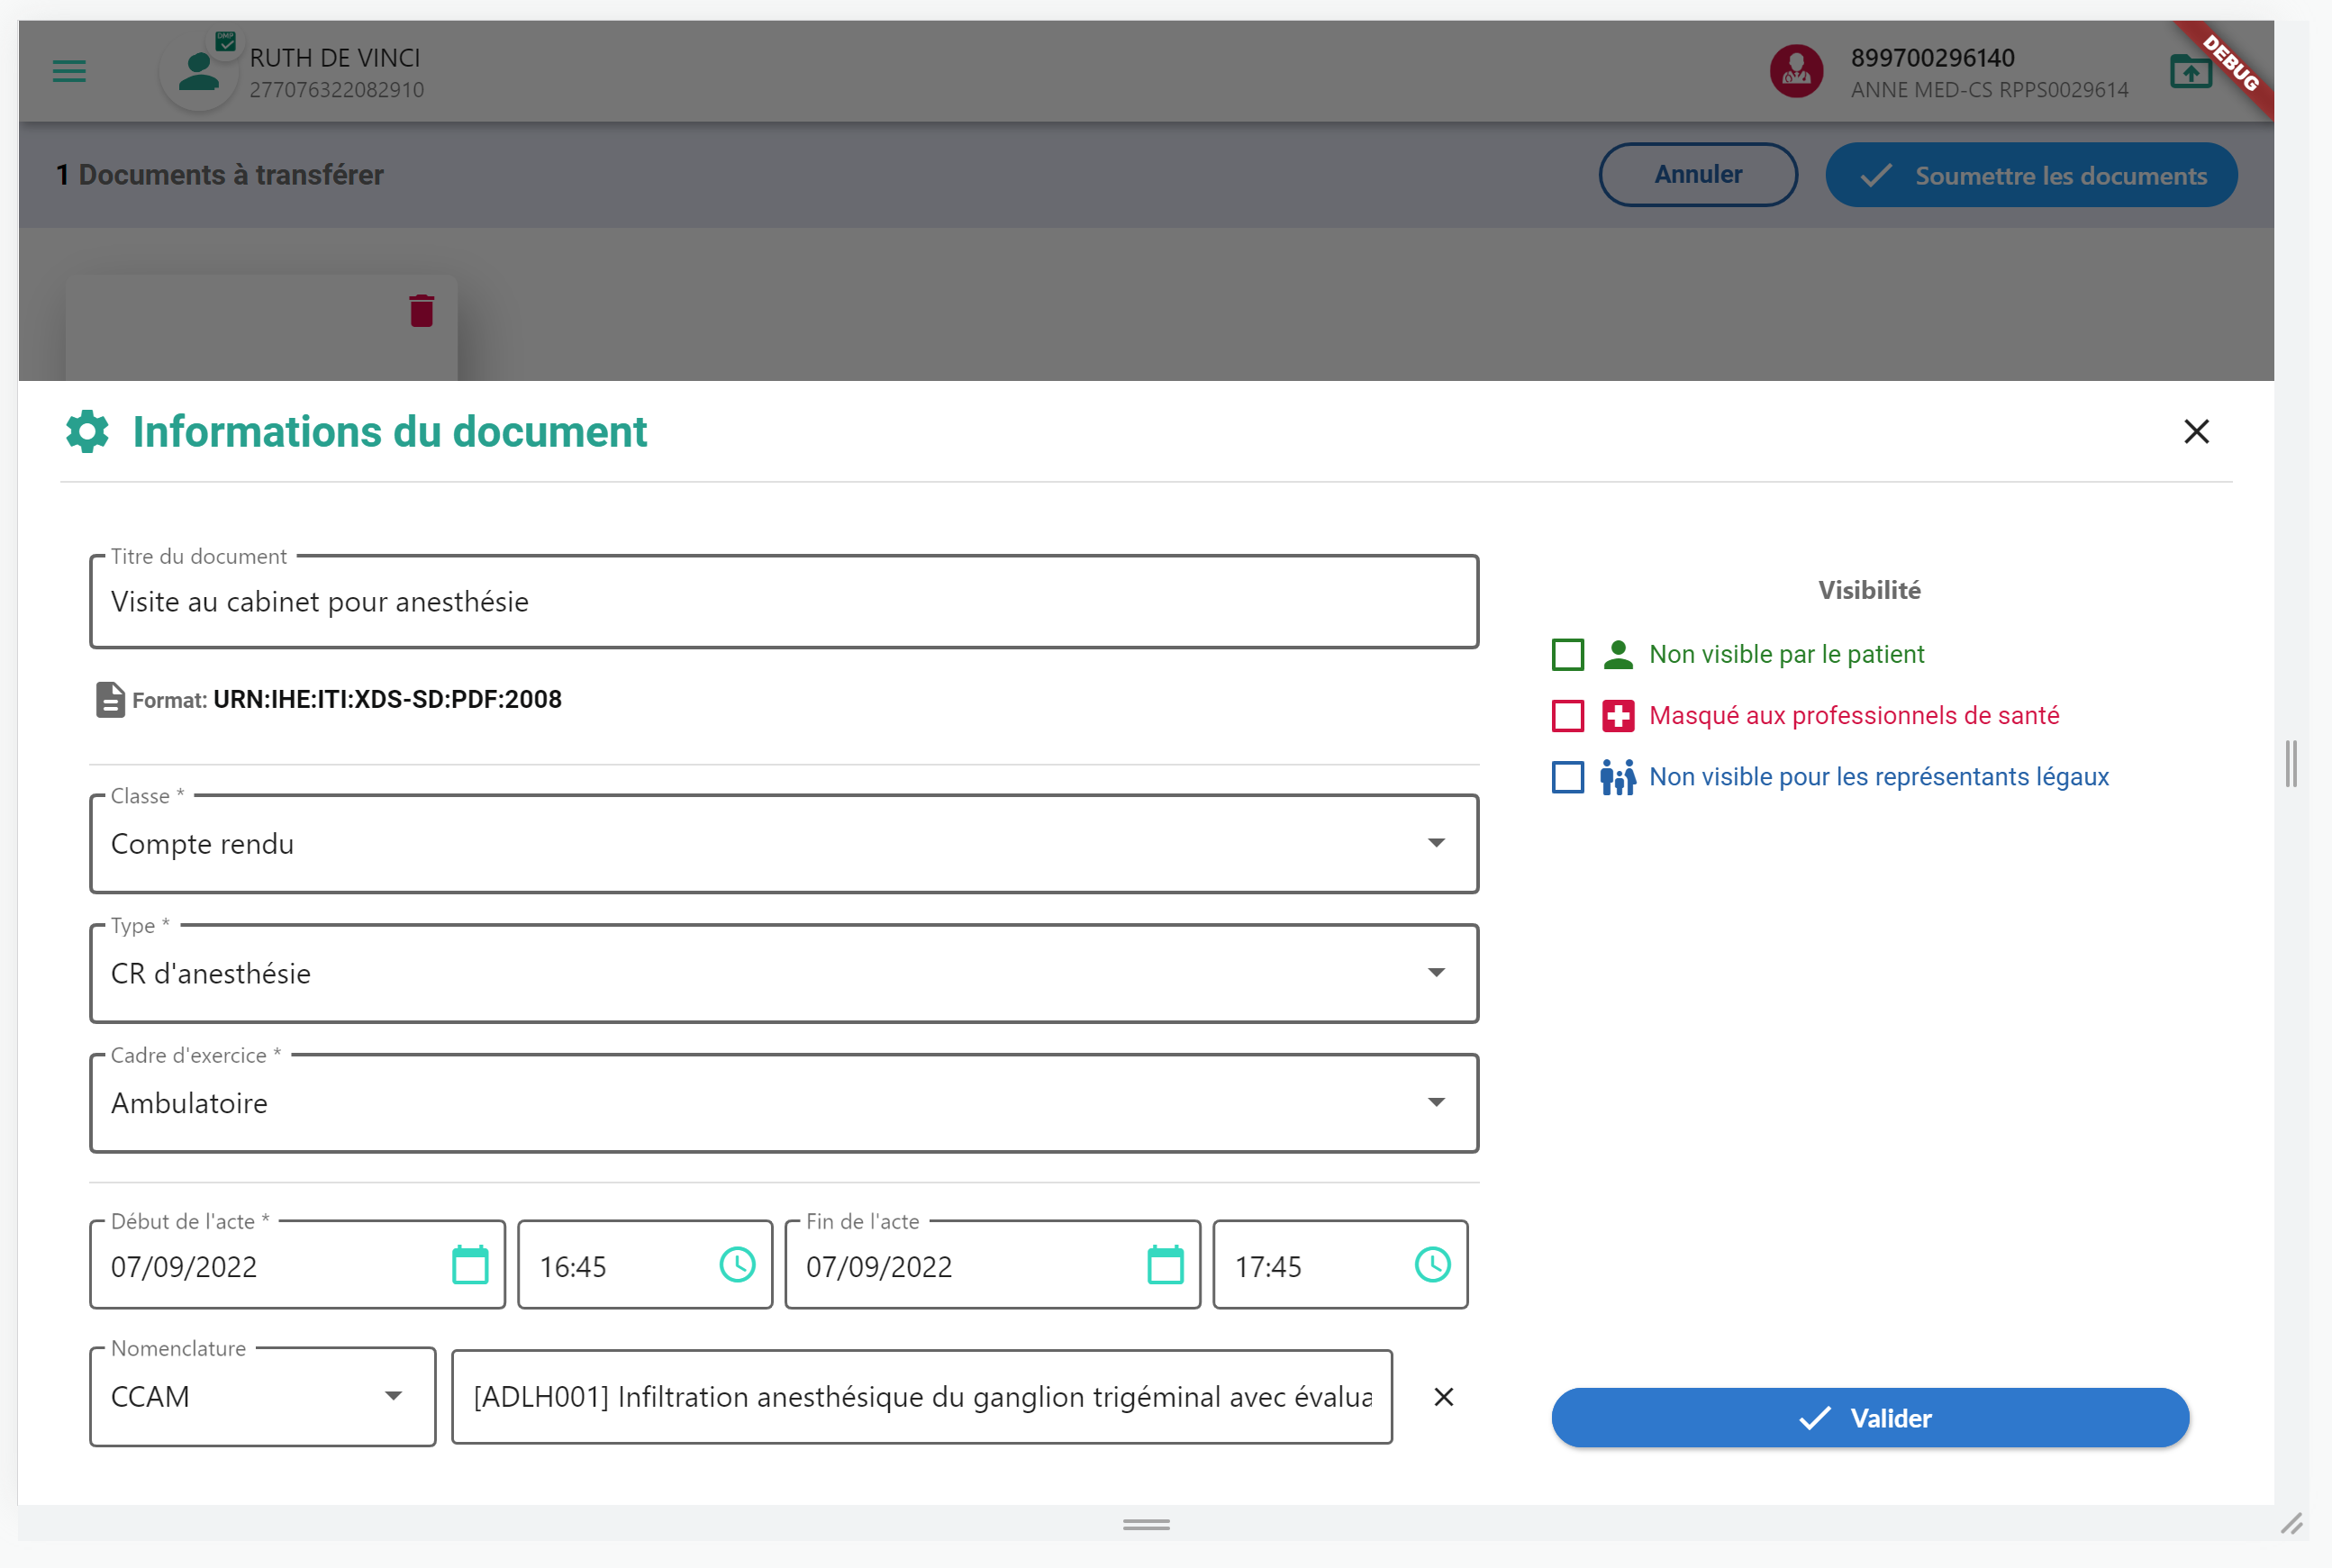 DMP
RUTH DE VINCI
277076322082910
899700296140
ANNE MED-CS RPPS0029614
DEBUG
1 Documents à transférer
Annuler
Soumettre les documents
Informations du document
Titre du document
Visite au cabinet pour anesthésie
Format: URN:IHE:ITI:XDS-SD:PDF:2008
Classe *
Compte rendu
Type *
CR d'anesthésie
Cadre d'exercice *
Ambulatoire
Début de l'acte *
07/09/2022
16:45
Fin de l'acte
07/09/2022
17:45
Nomenclature
CCAM
[ADLH001] Infiltration anesthésique du ganglion trigéminal avec évalua
Visibilité
Non visible par le patient
Masqué aux professionnels de santé
Non visible pour les représentants légaux
Valider